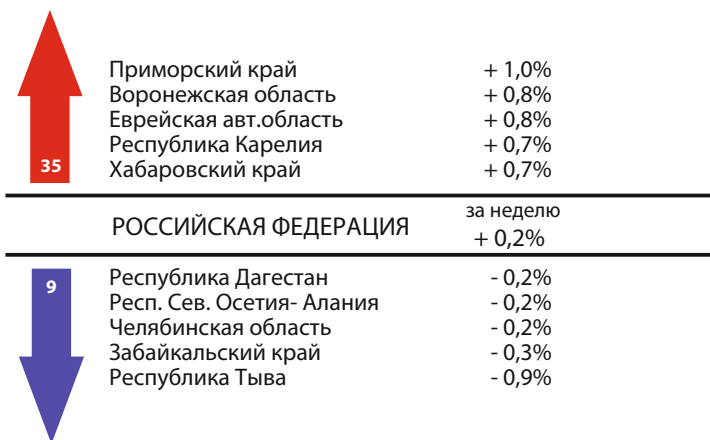 Приморский край + 1,0%
Воронежская область + 0,8%
Еврейская авт.область + 0,8%
Республика Карелия + 0,7%
35 Хабаровский край + 0,7%
за неделю
РОССИЙСКАЯ ФЕДЕРАЦИЯ + 0,2%
9 Республика Дагестан - 0,2%
Респ. Сев. Осетия- Алания - 0,2%
Челябинская область - 0,2%
Забайкальский край - 0,3%
Республика Тыва - 0,9%